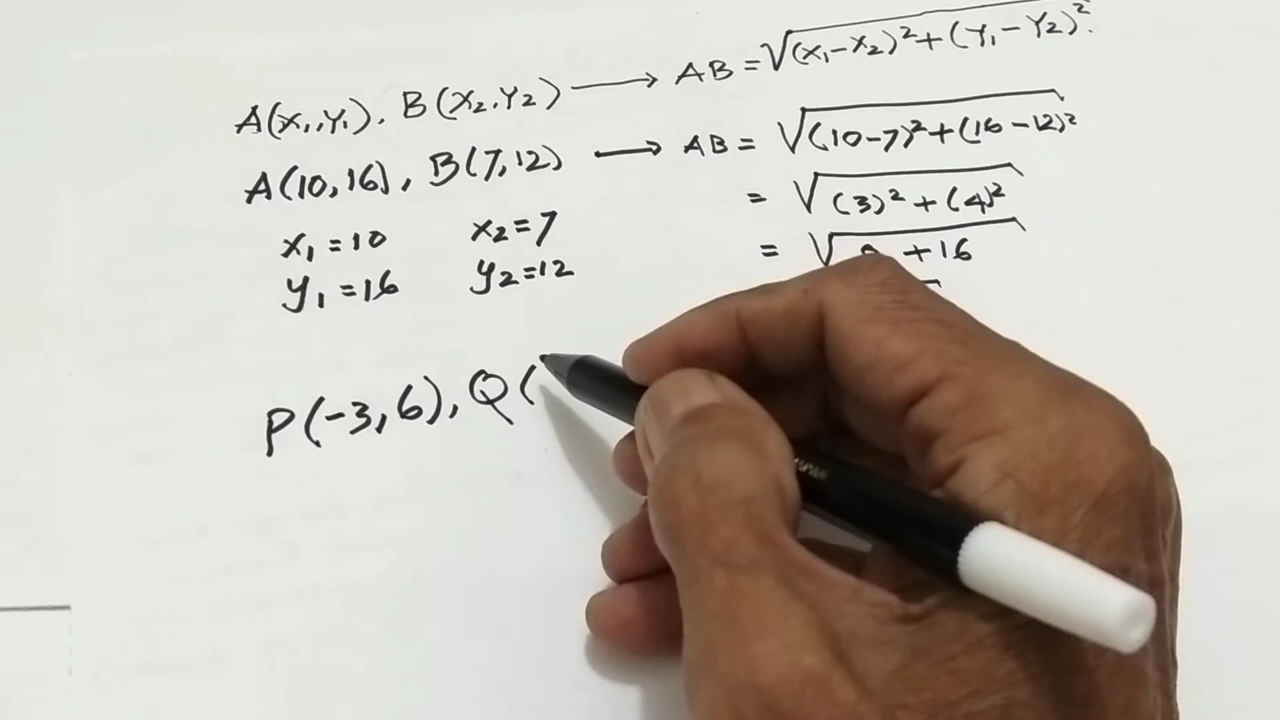 A(x₁,y₁), B(x₂,y₂) → AB = √(x₁-x₂)²+(y₁-y₂)².
A(10,16), B(7,12) → AB = √(10-7)²+(16-12)²
= √(3)²+(4)²
x₁=10 x₂=7
= √ +16
y₁=16 y₂=12
P(-3,6), Q(